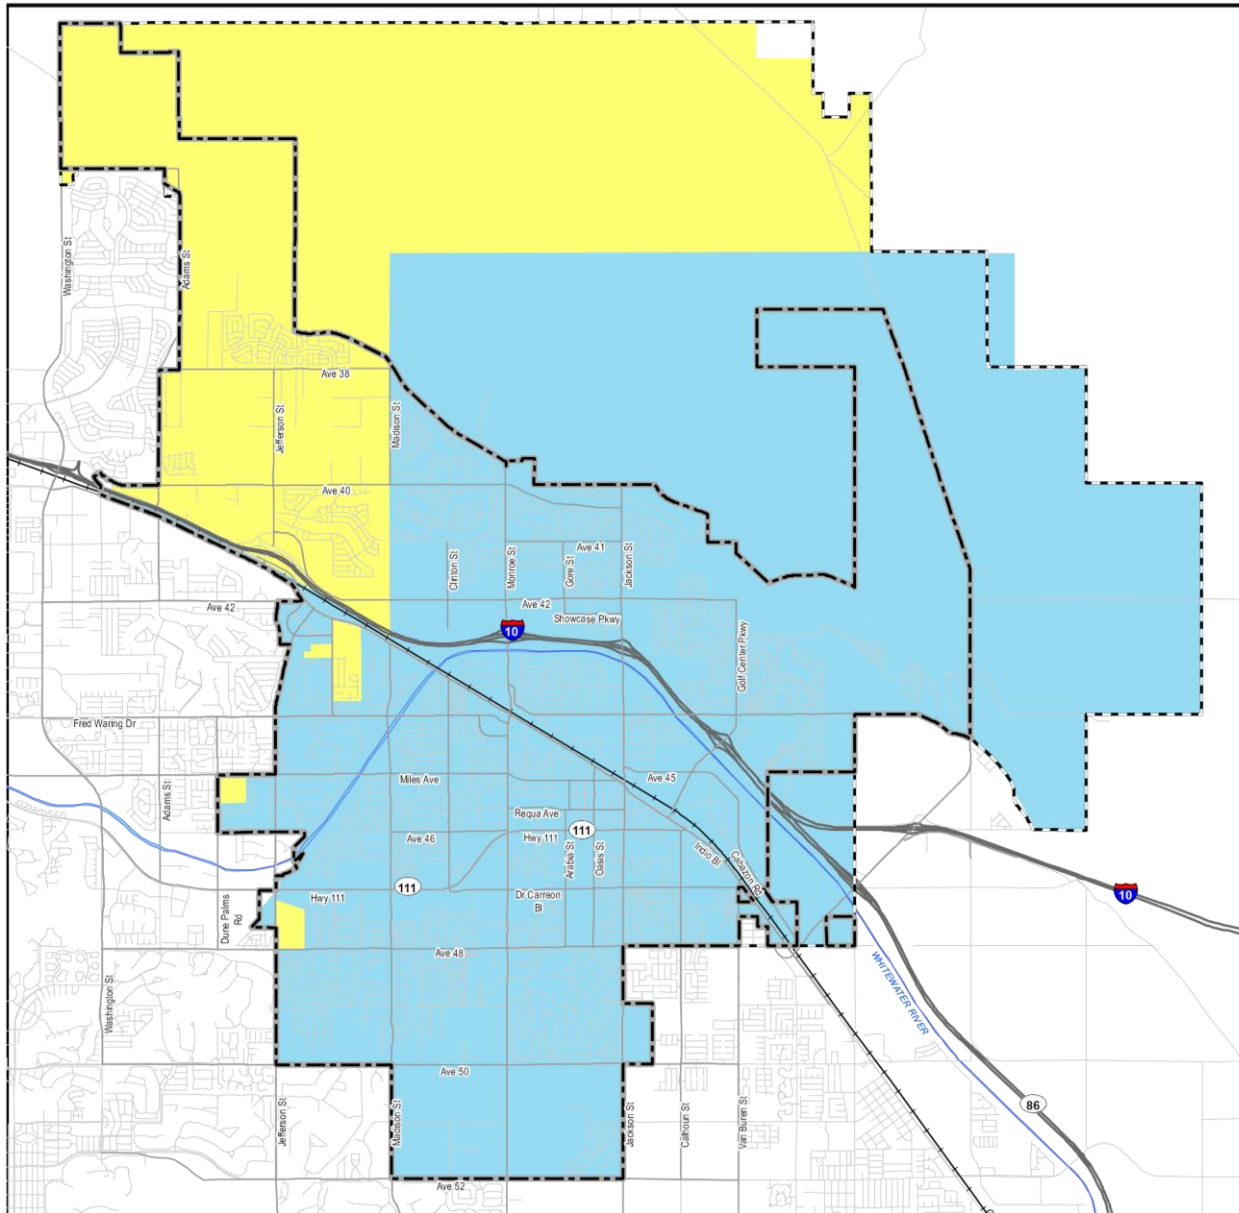 Washington St
Adams St
Ave 38
Jefferson St
Madison St
Ave 40
Ave 41
Clinton St
Monroe St
Gore St
Jackson St
Ave 42
Ave 42
Showcase Pkwy
10
Golf Center Pkwy
Fred Waring Dr
Miles Ave
Ave 45
Adams St
Requa Ave
Ave 46
Hwy 111
111
Arabia St
Oasis St
Indio Bl
Cabazon Rd
111
Hwy 111
Dr Carreon
Bl
Dune Palms
Rd
10
Ave 48
WHITEWATER RIVER
Washington St
Ave 50
86
Jefferson St
Madison St
Jackson St
Calhoun St
Van Buren St
Ave 52